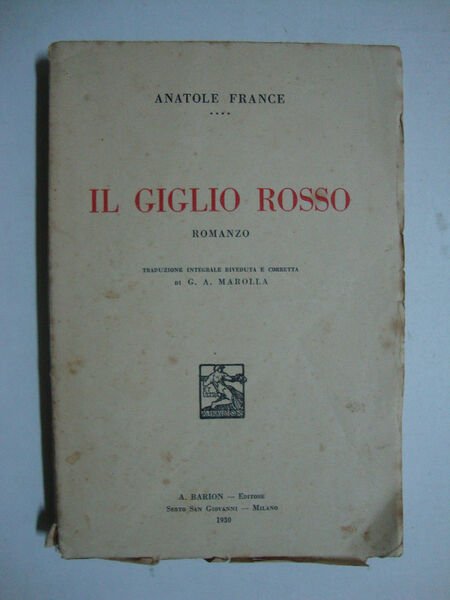 ANATOLE FRANCE
IL GIGLIO ROSSO
ROMANZO
TRADUZIONE INTEGRALE RIVEDUTA E CORRETTA
DI G. A. MAROLLA
A. BARION — EDITORE
SESTO SAN GIOVANNI — MILANO
1930